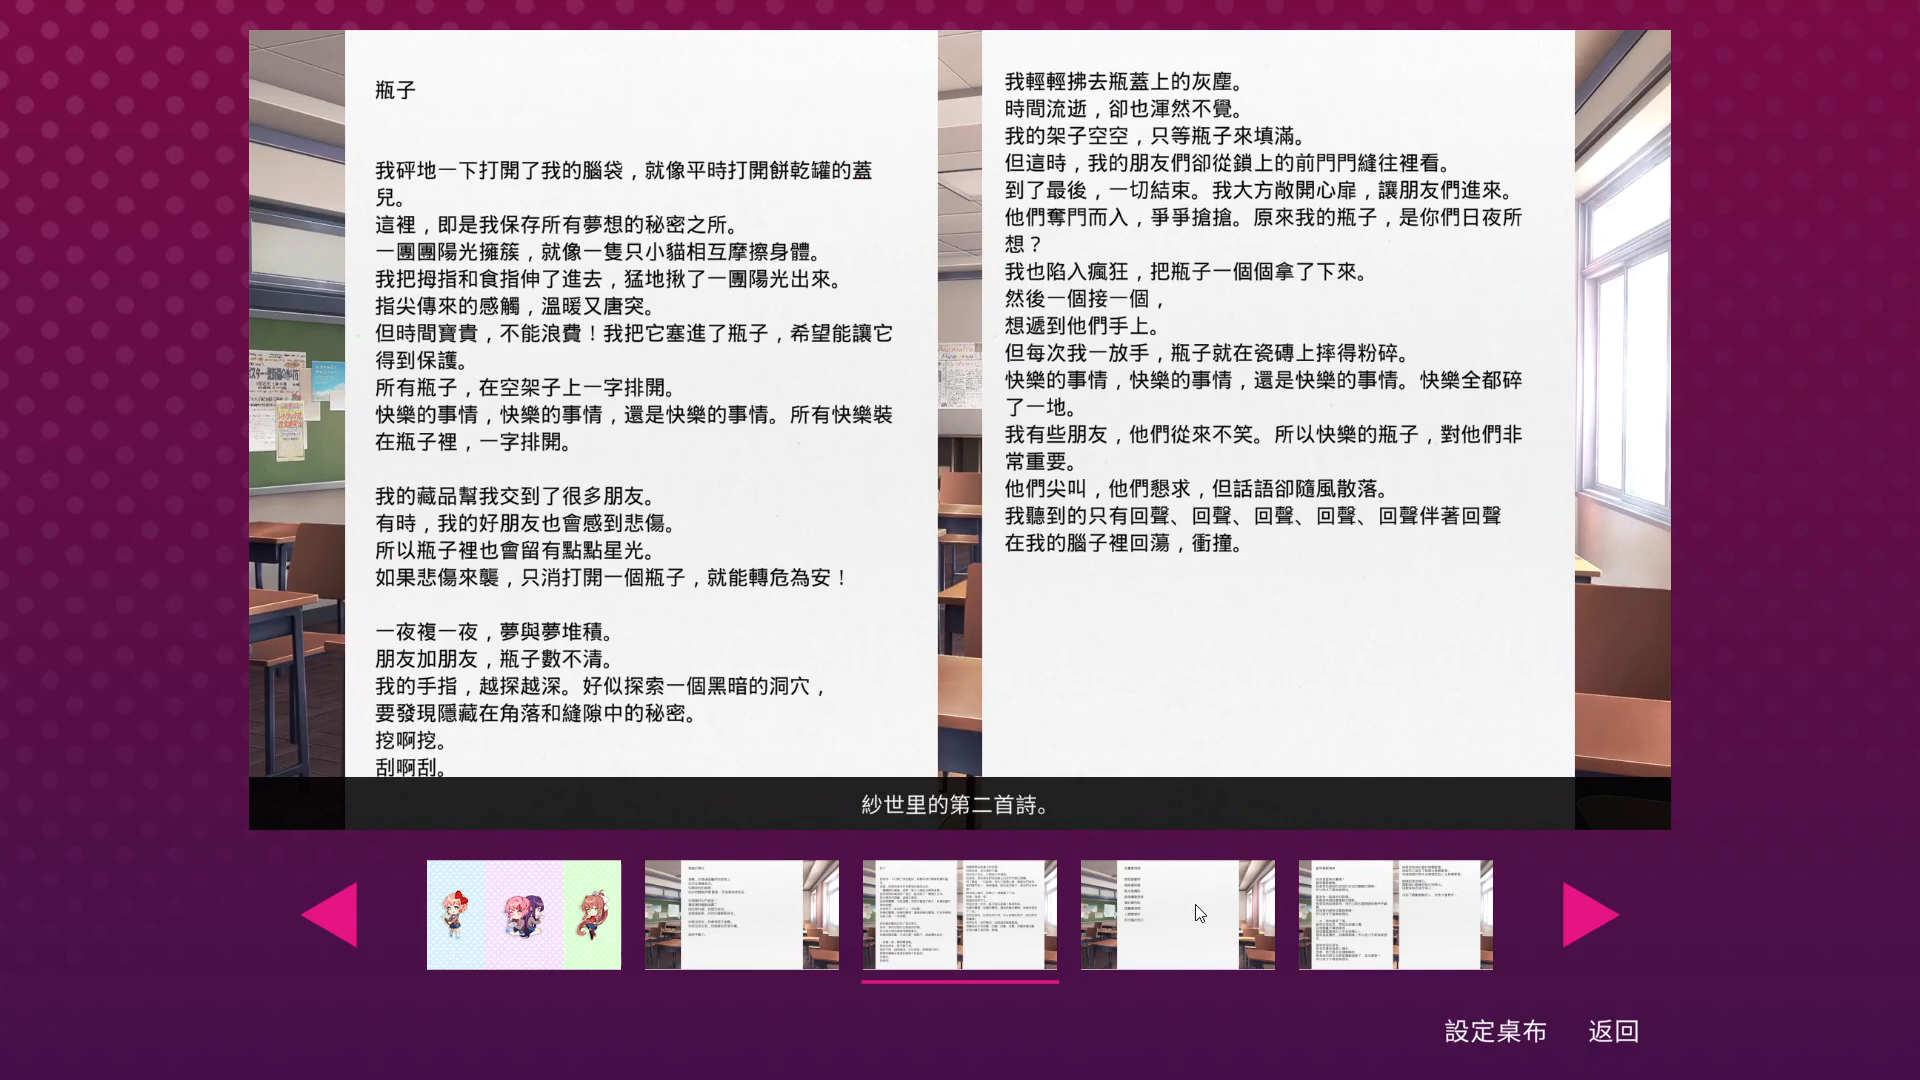 瓶子
我砰地一下打開了我的腦袋，就像平時打開餅乾罐的蓋
兒。
這裡，即是我保存所有夢想的秘密之所。
一團團陽光擁簇，就像一隻只小貓相互摩擦身體。
我把拇指和食指伸了進去，猛地揪了一團陽光出來。
指尖傳來的感觸，溫暖又唐突。
但時間寶貴，不能浪費！我把它塞進了瓶子，希望能讓它
得到保護。
所有瓶子，在空架子上一字排開。
快樂的事情，快樂的事情，還是快樂的事情。所有快樂裝
在瓶子裡，一字排開。
我的藏品幫我交到了很多朋友。
有時，我的好朋友也會感到悲傷。
所以瓶子裡也會留有點點星光。
如果悲傷來襲，只消打開一個瓶子，就能轉危為安！
一夜複一夜，夢與夢堆積。
朋友加朋友，瓶子數不清。
我的手指，越探越深。好似探索一個黑暗的洞穴，
要發現隱藏在角落和縫隙中的秘密。
挖啊挖。
刮啊刮。
我輕輕拂去瓶蓋上的灰塵。
時間流逝，卻也渾然不覺。
我的架子空空，只等瓶子來填滿。
但這時，我的朋友們卻從鎖上的前門門縫往裡看。
到了最後，一切結束。我大方敞開心扉，讓朋友們進來。
他們奪門而入，爭爭搶搶。原來我的瓶子，是你們日夜所
想？
我也陷入瘋狂，把瓶子一個個拿了下來。
然後一個接一個，
想遞到他們手上。
但每次我一放手，瓶子就在瓷磚上摔得粉碎。
快樂的事情，快樂的事情，還是快樂的事情。快樂全都碎
了一地。
我有些朋友，他們從來不笑。所以快樂的瓶子，對他們非
常重要。
他們尖叫，他們懇求，但話語卻隨風散落。
我聽到的只有回聲、回聲、回聲、回聲、回聲伴著回聲
在我的腦子裡回蕩，衝撞。
紗世里的第二首詩。
設定桌布
返回